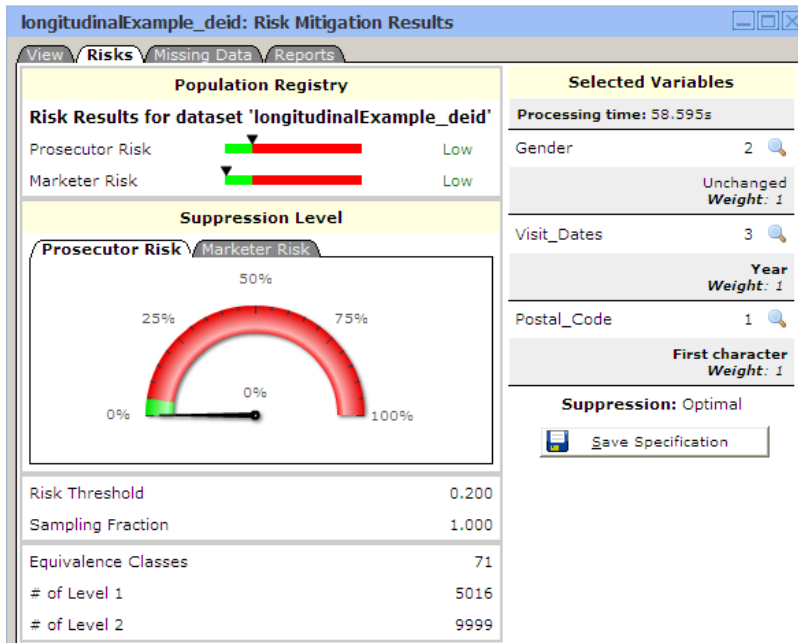 longitudinalExample_deid: Risk Mitigation Results
View Risks Missing Data Reports
Population Registry
Risk Results for dataset 'longitudinalExample_deid'
Prosecutor Risk Low
Marketer Risk Low
Suppression Level
Prosecutor Risk Marketer Risk
50%
25% 75%
0% 0% 100%
Risk Threshold 0.200
Sampling Fraction 1.000
Equivalence Classes 71
# of Level 1 5016
# of Level 2 9999
Selected Variables
Processing time: 58.595s
Gender 2
Unchanged
Weight: 1
Visit_Dates 3
Year
Weight: 1
Postal_Code 1
First character
Weight: 1
Suppression: Optimal
Save Specification